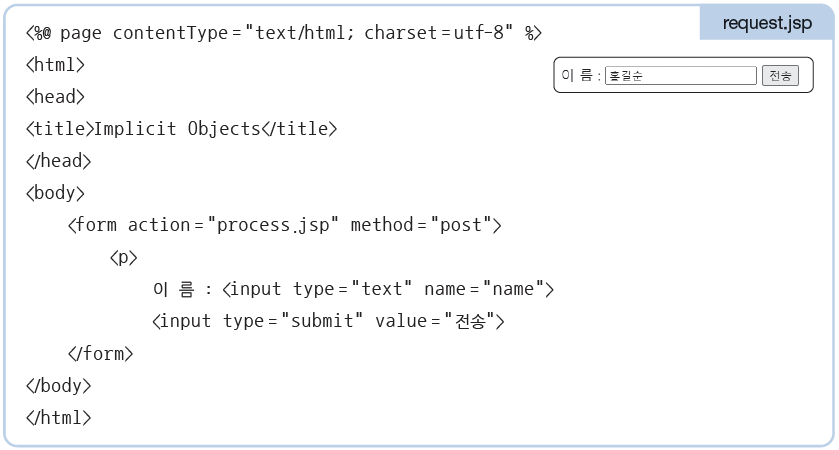 request.jsp
<%@ page contentType="text/html; charset=utf-8" %>
<html>
이 름 : 홍길순 전송
<head>
<title>Implicit Objects</title>
</head>
<body>
<form action="process.jsp" method="post">
<p>
이 름 : <input type="text" name="name">
<input type="submit" value="전송">
</form>
</body>
</html>